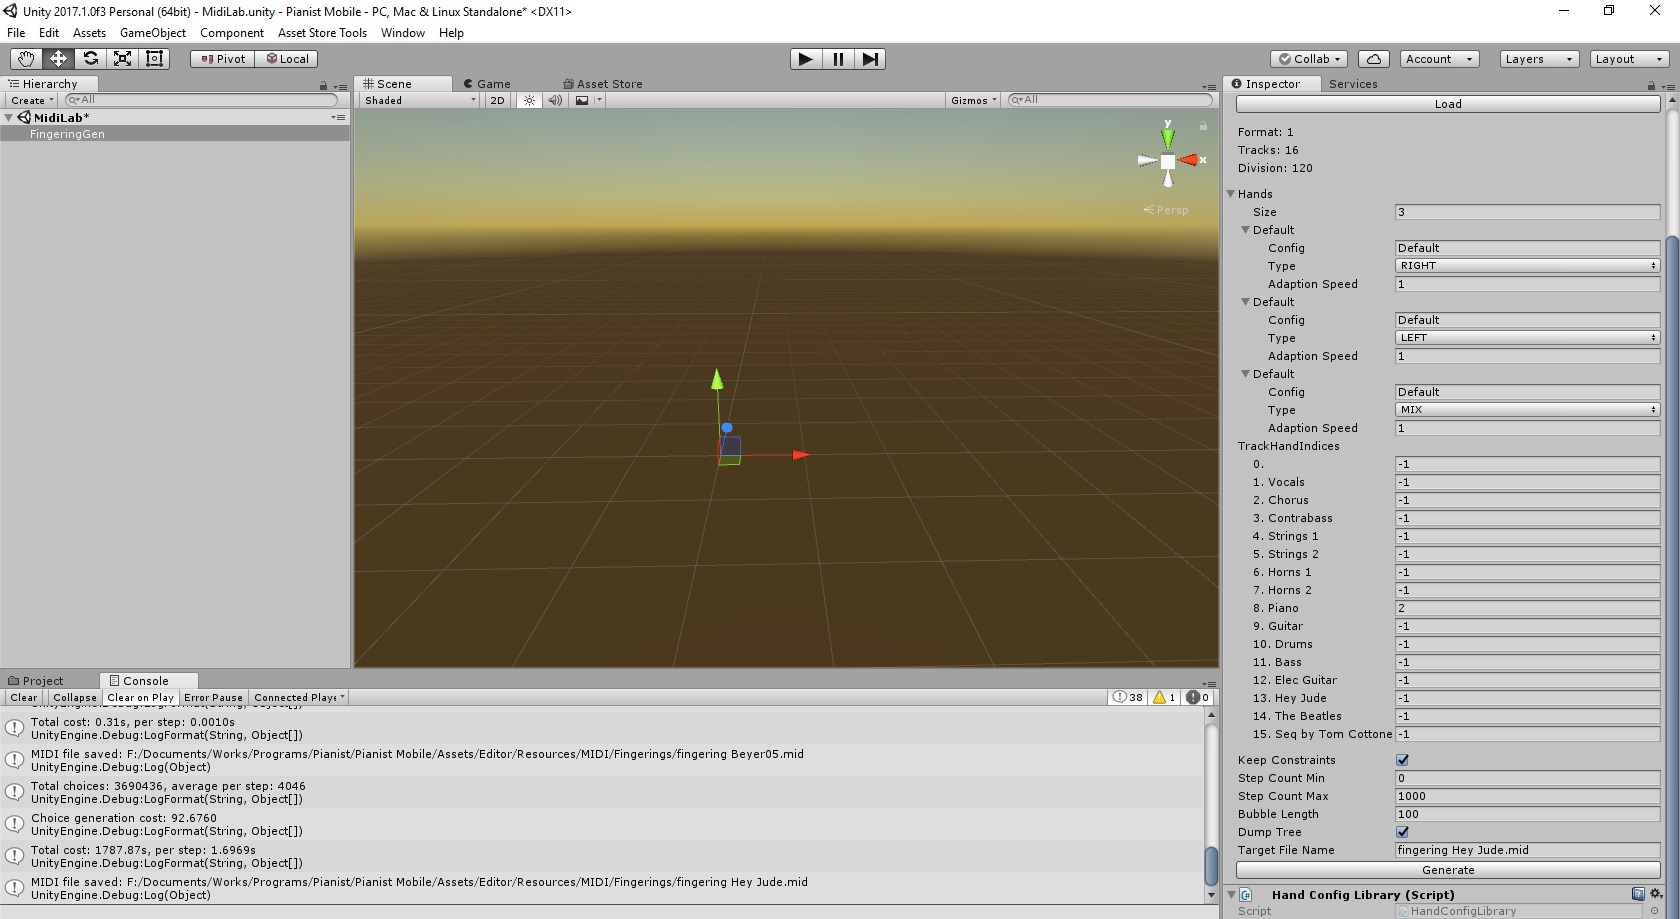 Unity 2017.1.0f3 Personal (64bit) - MidiLab.unity - Pianist Mobile - PC, Mac & Linux Standalone* <DX11>
File Edit Assets GameObject Component Asset Store Tools Window Help
Pivot Local Collab Account Layers Layout
Hierarchy
Create All
MidiLab*
FingeringGen
Scene Game Asset Store
Shaded 2D Gizmos All
y
x
Persp
Project Console
Clear Collapse Clear on Play Error Pause Connected Playe 38 1 0
UnityEngine.Debug:LogFormat(String, Object[])
Total cost: 0.31s, per step: 0.0010s
UnityEngine.Debug:LogFormat(String, Object[])
MIDI file saved: F:/Documents/Works/Programs/Pianist/Pianist Mobile/Assets/Editor/Resources/MIDI/Fingerings/fingering Beyer05.mid
UnityEngine.Debug:Log(Object)
Total choices: 3690436, average per step: 4046
UnityEngine.Debug:LogFormat(String, Object[])
Choice generation cost: 92.6760
UnityEngine.Debug:LogFormat(String, Object[])
Total cost: 1787.87s, per step: 1.6969s
UnityEngine.Debug:LogFormat(String, Object[])
MIDI file saved: F:/Documents/Works/Programs/Pianist/Pianist Mobile/Assets/Editor/Resources/MIDI/Fingerings/fingering Hey Jude.mid
UnityEngine.Debug:Log(Object)
Inspector Services
Load
Format: 1
Tracks: 16
Division: 120
Hands
Size 3
Default
Config Default
Type RIGHT
Adaption Speed 1
Default
Config Default
Type LEFT
Adaption Speed 1
Default
Config Default
Type MIX
Adaption Speed 1
TrackHandIndices
0. -1
1. Vocals -1
2. Chorus -1
3. Contrabass -1
4. Strings 1 -1
5. Strings 2 -1
6. Horns 1 -1
7. Horns 2 -1
8. Piano 2
9. Guitar -1
10. Drums -1
11. Bass -1
12. Elec Guitar -1
13. Hey Jude -1
14. The Beatles -1
15. Seq by Tom Cottone -1
Keep Constraints
Step Count Min 0
Step Count Max 1000
Bubble Length 100
Dump Tree
Target File Name fingering Hey Jude.mid
Generate
Hand Config Library (Script)
Script HandConfigLibrary